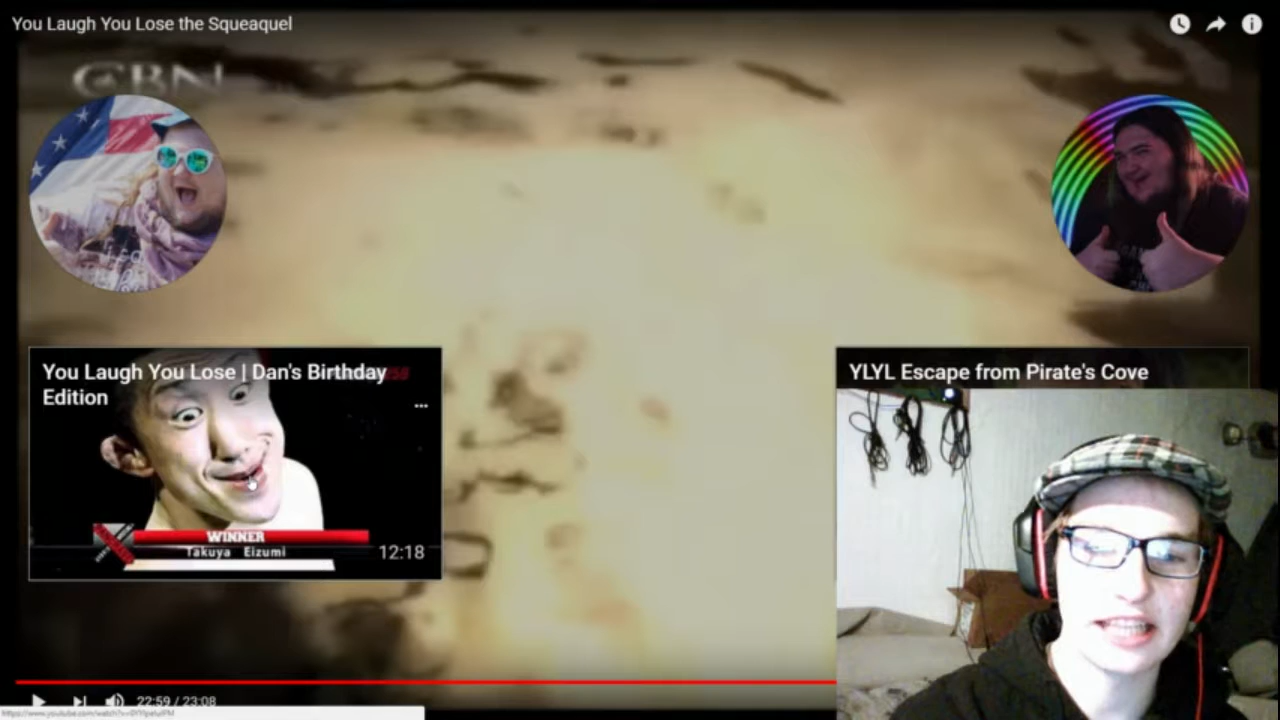 You Laugh You Lose the Squeaquel
CBN
You Laugh You Lose | Dan's Birthday
Edition
YLYL Escape from Pirate's Cove
WINNER
Takuya Eizumi
12:18
22:59 / 23:08